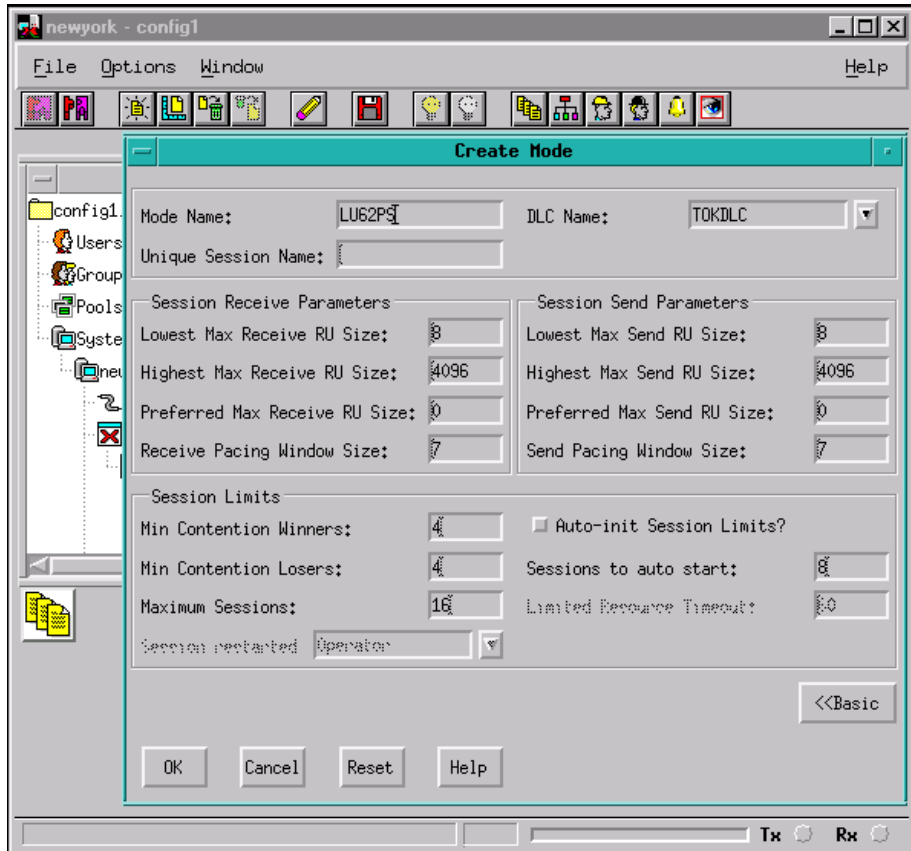 newyork - config1
File Options Window Help
Create Mode
config1.
Users
Group
Pools
Syste
Mode Name: LU62PS DLC Name: TOKDLC
Unique Session Name:
Session Receive Parameters
Lowest Max Receive RU Size: 8
Highest Max Receive RU Size: 4096
Preferred Max Receive RU Size: 0
Receive Pacing Window Size: 7
Session Send Parameters
Lowest Max Send RU Size: 8
Highest Max Send RU Size: 4096
Preferred Max Send RU Size: 0
Send Pacing Window Size: 7
Session Limits
Min Contention Winners: 4 Auto-init Session Limits?
Min Contention Losers: 4 Sessions to auto start: 8
Maximum Sessions: 16 Limited Resource Timeout:
Session restarted Operator
<<Basic
OK Cancel Reset Help
Tx Rx